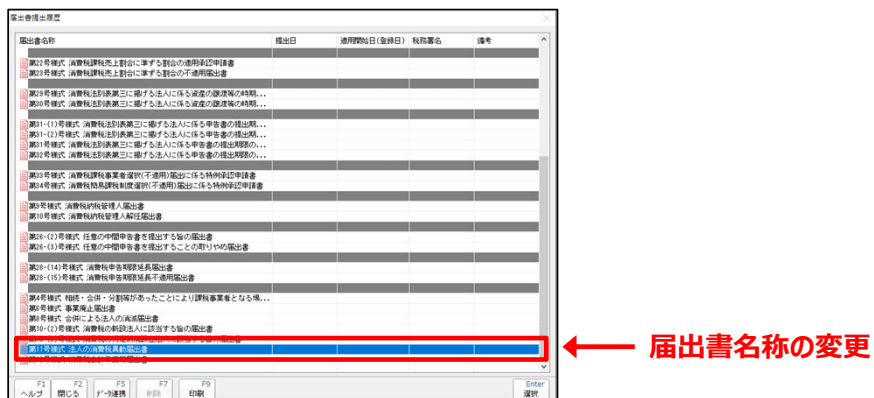 届出書提出履歴
届出書名称 提出日 適用開始日(登録日) 税務署名 備考
第22号様式 消費税課税売上割合に準ずる割合の適用承認申請書
第23号様式 消費税課税売上割合に準ずる割合の不適用届出書
第29号様式 消費税法別表第三に掲げる法人に係る資産の譲渡等の時期...
第30号様式 消費税法別表第三に掲げる法人に係る資産の譲渡等の時期...
第31-(1)号様式 消費税法別表第三に掲げる法人に係る申告書の提出期...
第31-(2)号様式 消費税法別表第三に掲げる法人に係る申告書の提出期...
第31号様式 消費税法別表第三に掲げる法人に係る申告書の提出期限の...
第32号様式 消費税法別表第三に掲げる法人に係る申告書の提出期限の...
第33号様式 消費税課税事業者選択(不適用)届出に係る特例承認申請書
第34号様式 消費税簡易課税制度選択(不適用)届出に係る特例承認申請書
第9号様式 消費税納税管理人届出書
第10号様式 消費税納税管理人解任届出書
第26-(2)号様式 任意の中間申告書を提出する旨の届出書
第26-(3)号様式 任意の中間申告書を提出することの取りやめ届出書
第28-(14)号様式 消費税申告期限延長届出書
第28-(15)号様式 消費税申告期限延長不適用届出書
第4号様式 相続・合併・分割等があったことにより課税事業者となる場...
第6号様式 事業廃止届出書
第8号様式 合併による法人の消滅届出書
第10-(2)号様式 消費税の新設法人に該当する旨の届出書
第11号様式 法人の消費税異動届出書
届出書名称の変更
F1 F2 F5 F7 F9 Enter
ヘルプ 閉じる データ連携 削除 印刷 選択